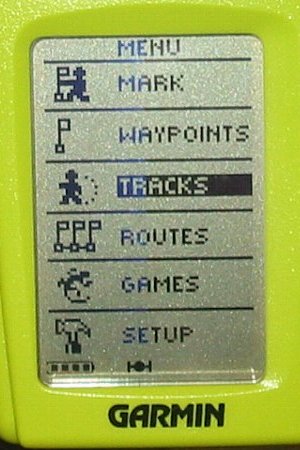 MENU
MARK
WAYPOINTS
TRACKS
ROUTES
GAMES
SETUP
GARMIN